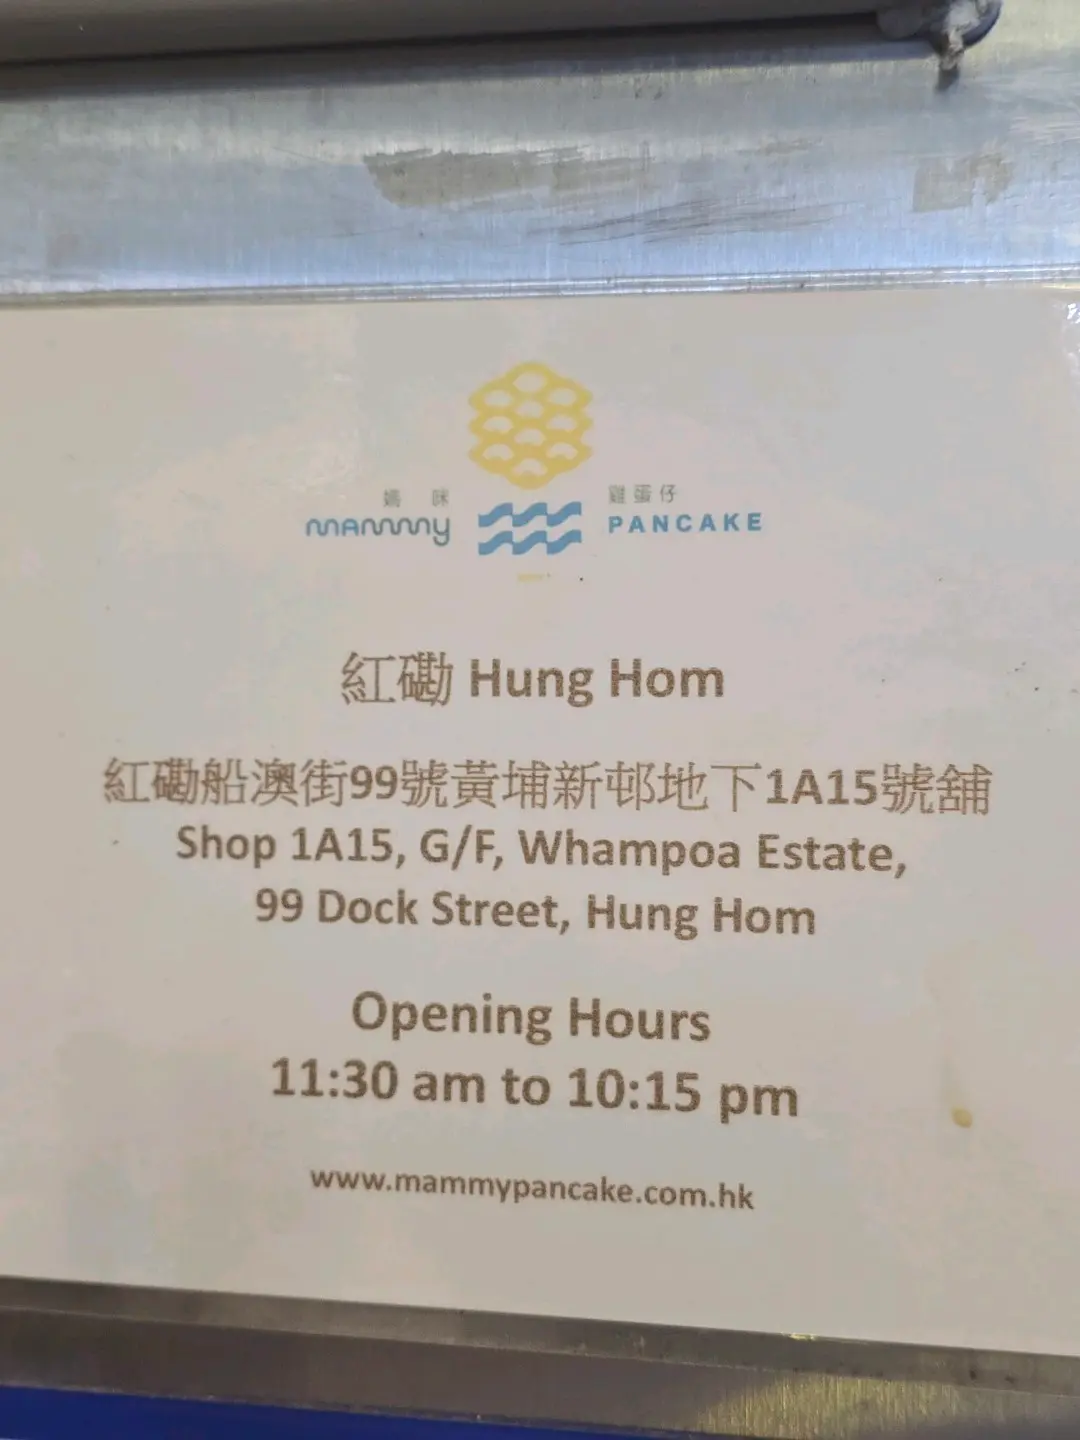 媽咪 雞蛋仔
mammy PANCAKE
紅磡 Hung Hom
紅磡船澳街99號黃埔新邨地下1A15號舖
Shop 1A15, G/F, Whampoa Estate,
99 Dock Street, Hung Hom
Opening Hours
11:30 am to 10:15 pm
www.mammypancake.com.hk